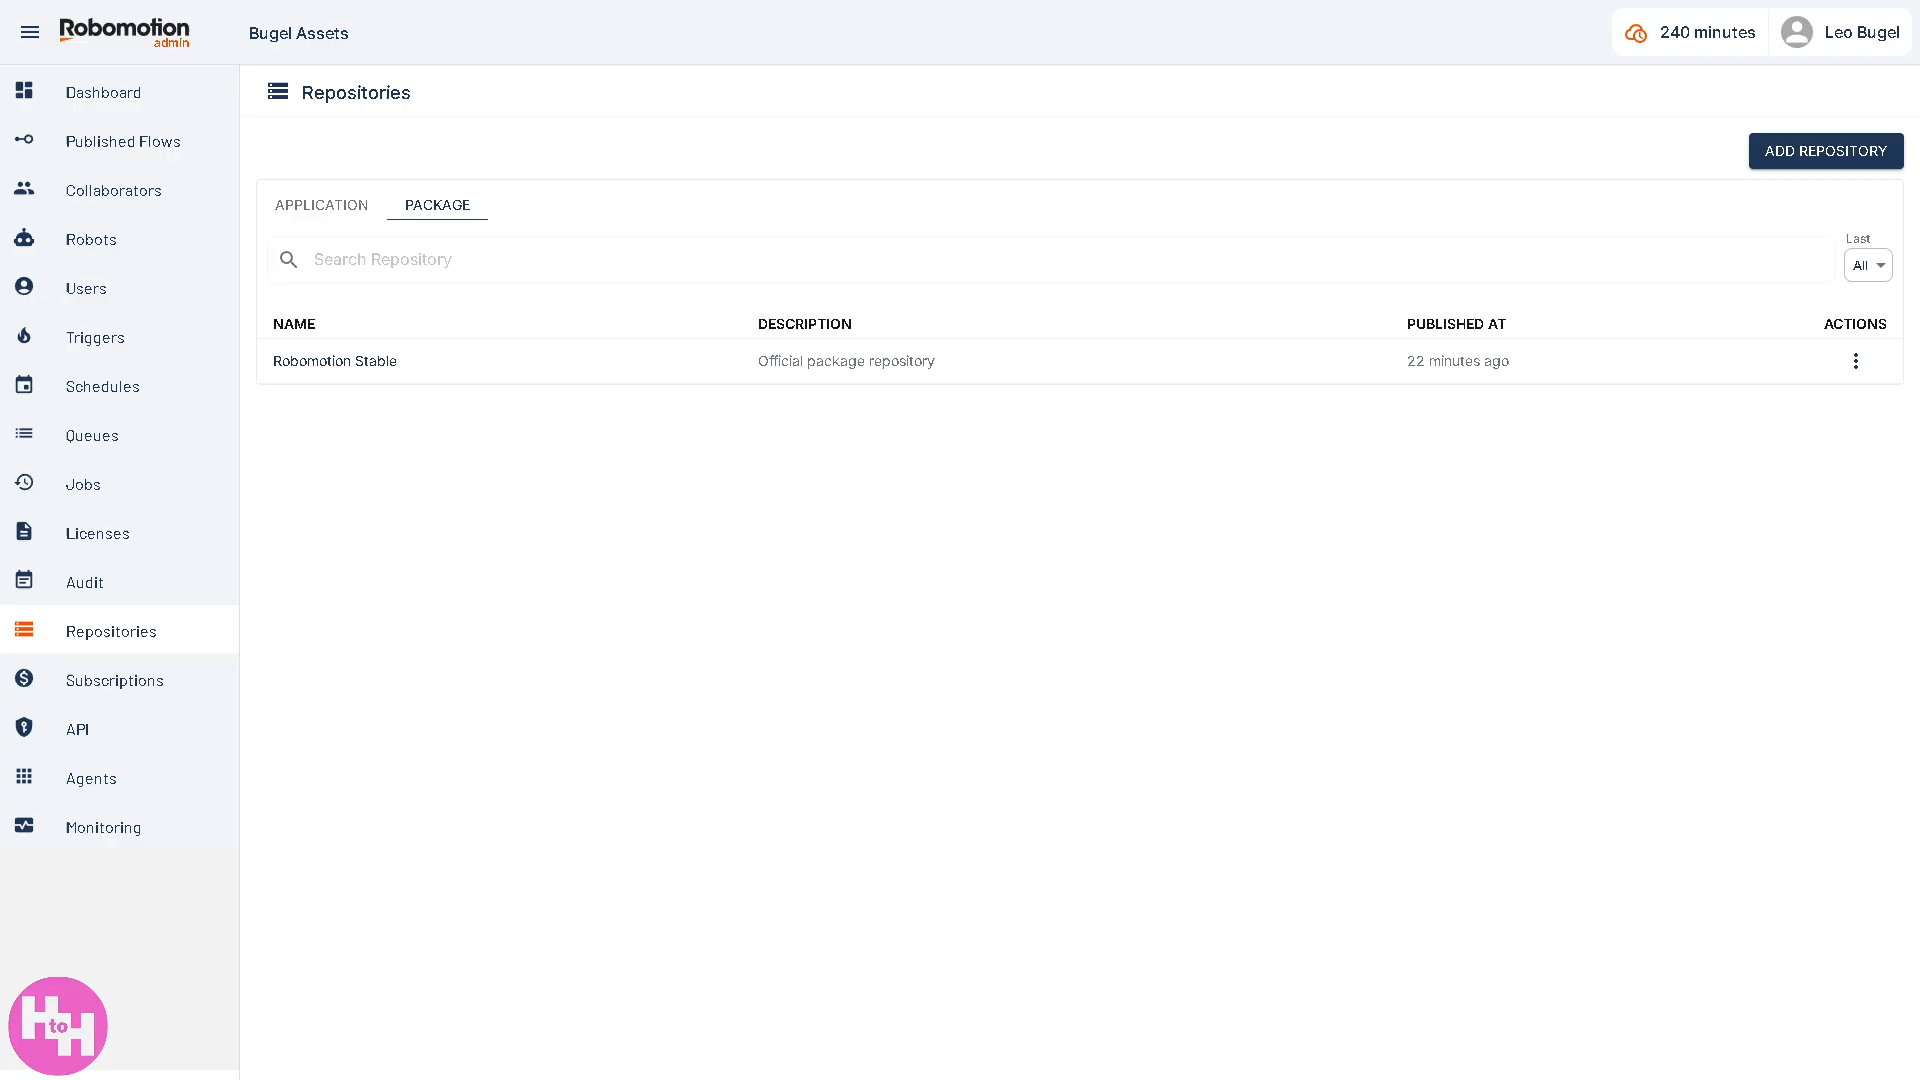 Robomotion
admin
Bugel Assets
240 minutes
Leo Bugel
Dashboard
Published Flows
Collaborators
Robots
Users
Triggers
Schedules
Queues
Jobs
Licenses
Audit
Repositories
Subscriptions
API
Agents
Monitoring
H to H
Repositories
ADD REPOSITORY
APPLICATION PACKAGE
Search Repository
Last
All
NAME DESCRIPTION PUBLISHED AT ACTIONS
Robomotion Stable Official package repository 22 minutes ago